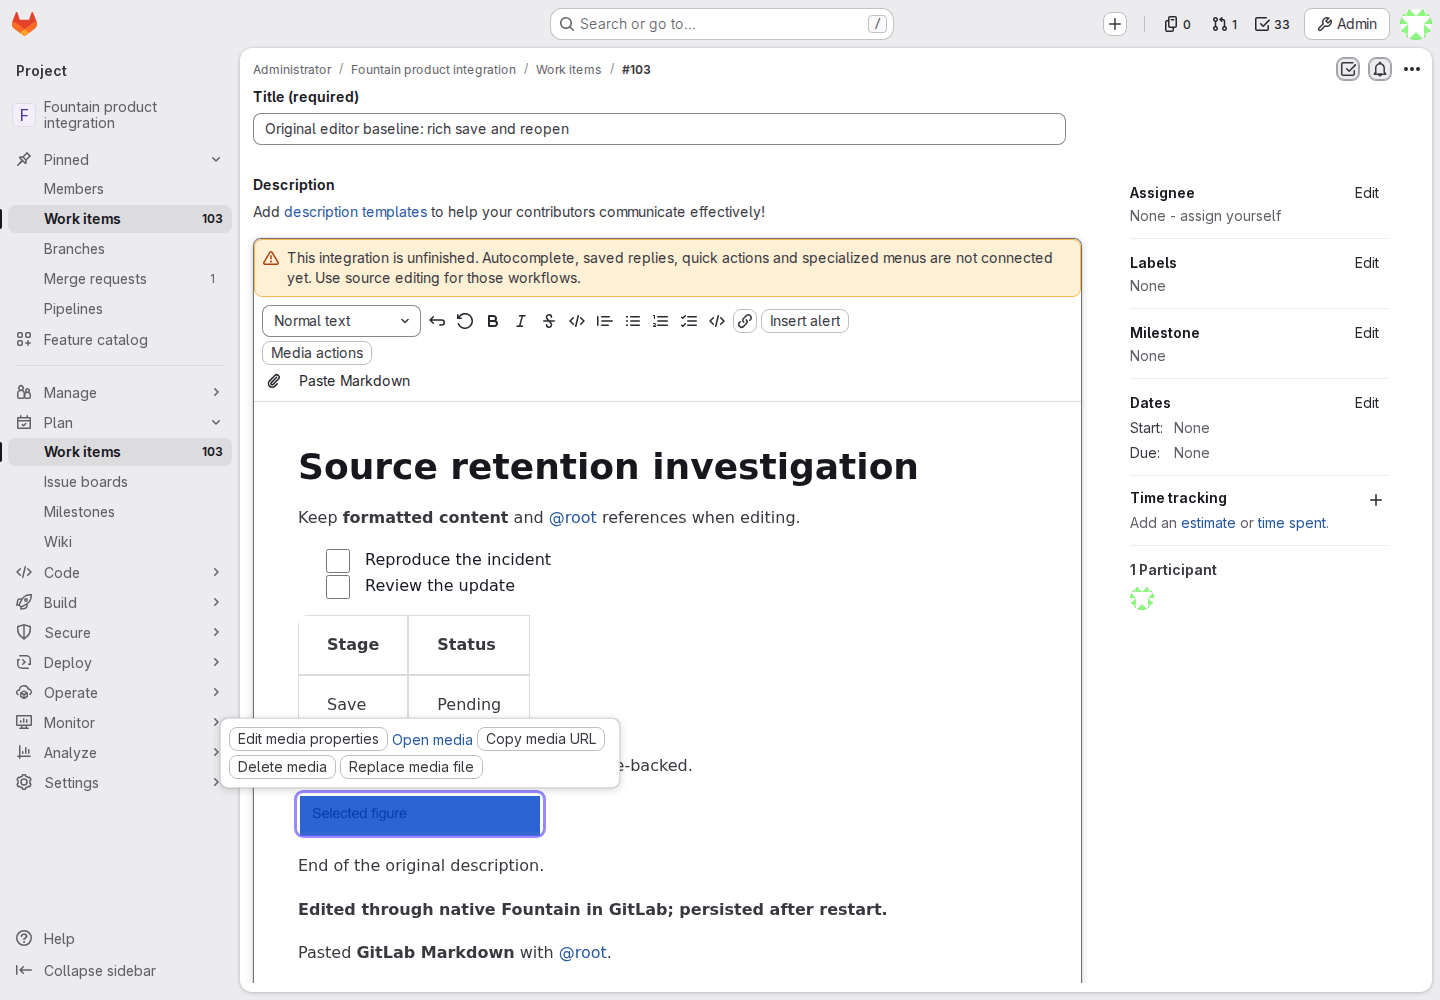 Search or go to...
/
0
1
33
Admin
Project
F
Fountain product integration
Pinned
Members
Work items
103
Branches
Merge requests
1
Pipelines
Feature catalog
Manage
Plan
Work items
103
Issue boards
Milestones
Wiki
Code
Build
Secure
Deploy
Operate
Monitor
Analyze
Settings
Help
Collapse sidebar
Administrator / Fountain product integration / Work items / #103
Title (required)
Original editor baseline: rich save and reopen
Description
Add description templates to help your contributors communicate effectively!
This integration is unfinished. Autocomplete, saved replies, quick actions and specialized menus are not connected
yet. Use source editing for those workflows.
Normal text
Insert alert
Media actions
Paste Markdown
Source retention investigation
Keep formatted content and @root references when editing.
Reproduce the incident
Review the update
Stage Status
Save Pending
Edit media properties Open media Copy media URL
Delete media Replace media file
e-backed.
Selected figure
End of the original description.
Edited through native Fountain in GitLab; persisted after restart.
Pasted GitLab Markdown with @root.
Assignee Edit
None - assign yourself
Labels Edit
None
Milestone Edit
None
Dates Edit
Start: None
Due: None
Time tracking
Add an estimate or time spent.
1 Participant